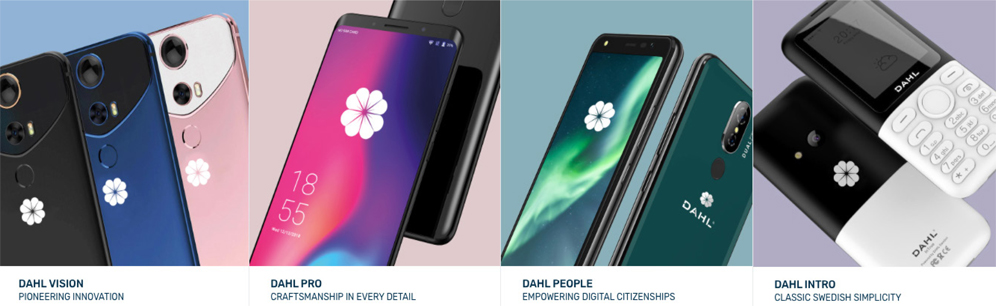 18
55
DAHL
DUAL
DAHL
DAHL
DAHL VISION
PIONEERING INNOVATION
DAHL PRO
CRAFTSMANSHIP IN EVERY DETAIL
DAHL PEOPLE
EMPOWERING DIGITAL CITIZENSHIPS
DAHL INTRO
CLASSIC SWEDISH SIMPLICITY